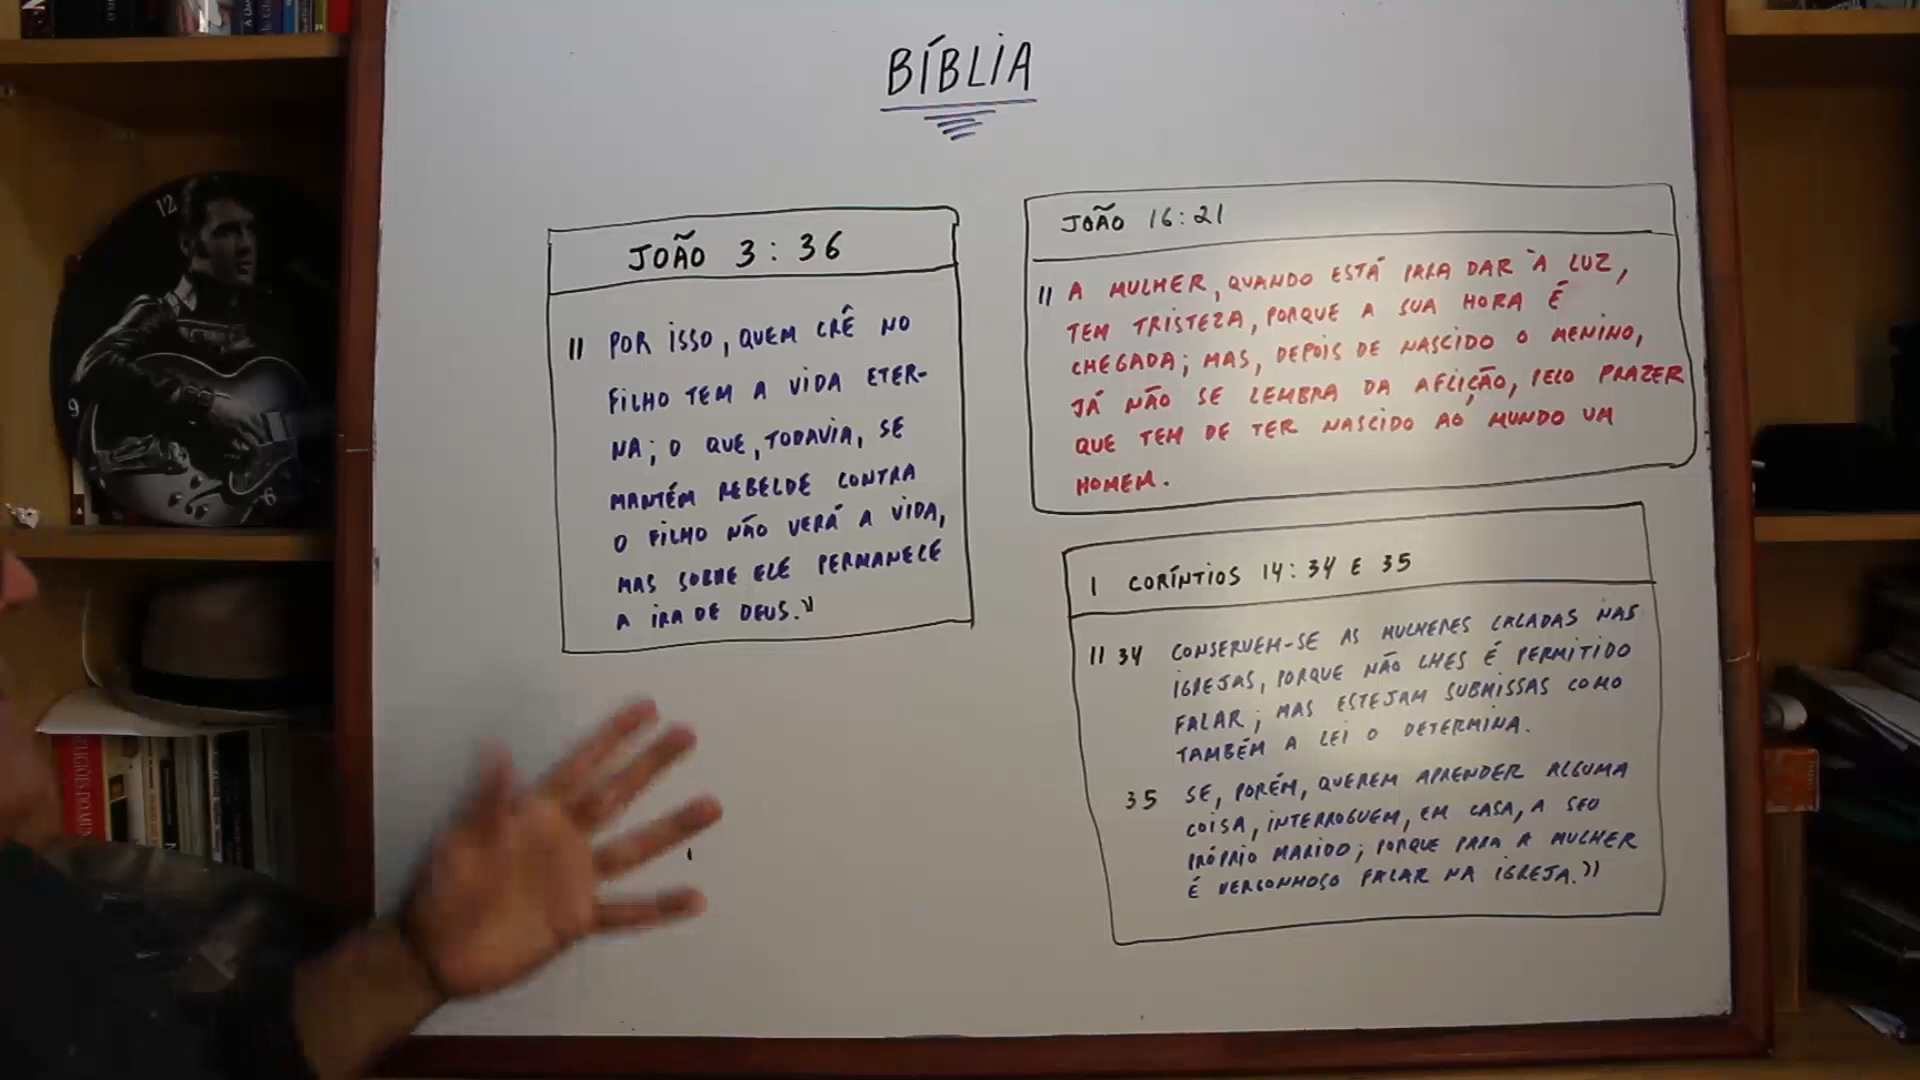 BÍBLIA
JOÃO 3:36
" POR ISSO, QUEM CRÊ NO
FILHO TEM A VIDA ETER-
NA; O QUE, TODAVIA, SE
MANTÉM REBELDE CONTRA
O FILHO NÃO VERÁ A VIDA,
MAS SOBRE ELE PERMANECE
A IRA DE DEUS."
JOÃO 16:21
" A MULHER, QUANDO ESTÁ PARA DAR À LUZ,
TEM TRISTEZA, PORQUE A SUA HORA É
CHEGADA; MAS, DEPOIS DE NASCIDO O MENINO,
JÁ NÃO SE LEMBRA DA AFLIÇÃO, PELO PRAZER
QUE TEM DE TER NASCIDO AO MUNDO UM
HOMEM.
I CORÍNTIOS 14:34 E 35
" 34 CONSERVEM-SE AS MULHERES CALADAS NAS
IGREJAS, PORQUE NÃO LHES É PERMITIDO
FALAR; MAS ESTEJAM SUBMISSAS COMO
TAMBÉM A LEI O DETERMINA.
35 SE, PORÉM, QUEREM APRENDER ALGUMA
COISA, INTERROGUEM, EM CASA, A SEU
PRÓPRIO MARIDO; PORQUE PARA A MULHER
É VERGONHOSO FALAR NA IGREJA."
12
9
6